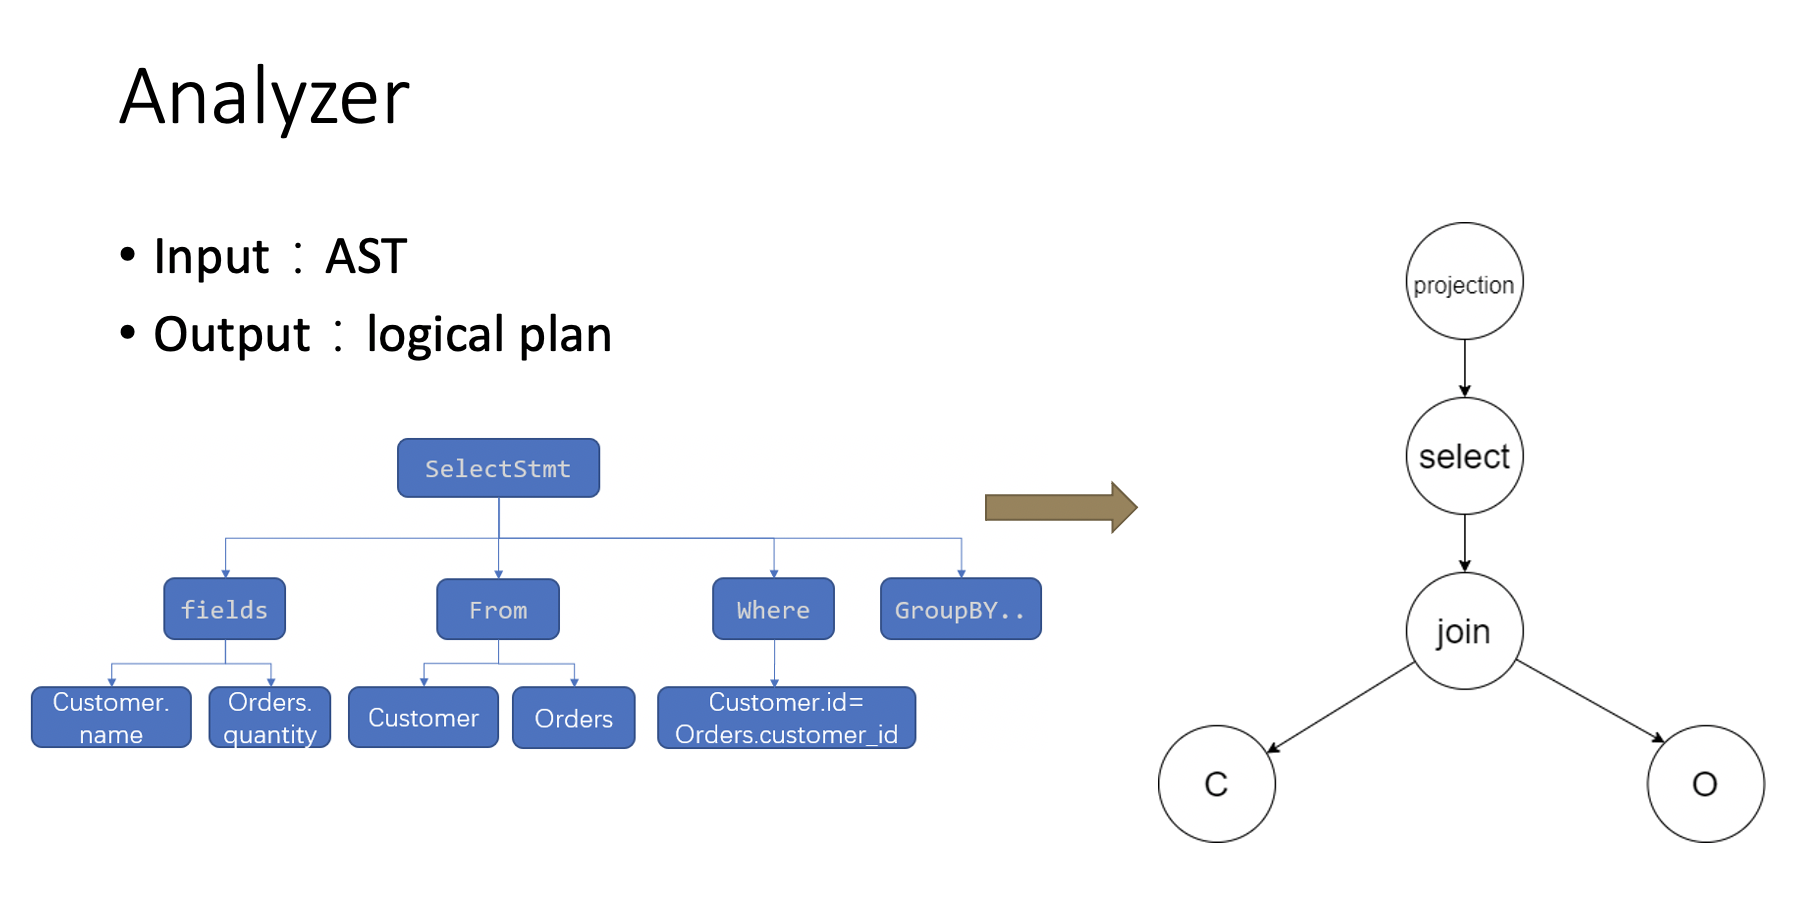 Analyzer
• Input：AST
• Output：logical plan
SelectStmt
fields
From
Where
GroupBY..
Customer.
name
Orders.
quantity
Customer
Orders
Customer.id=
Orders.customer_id
projection
select
join
C
O